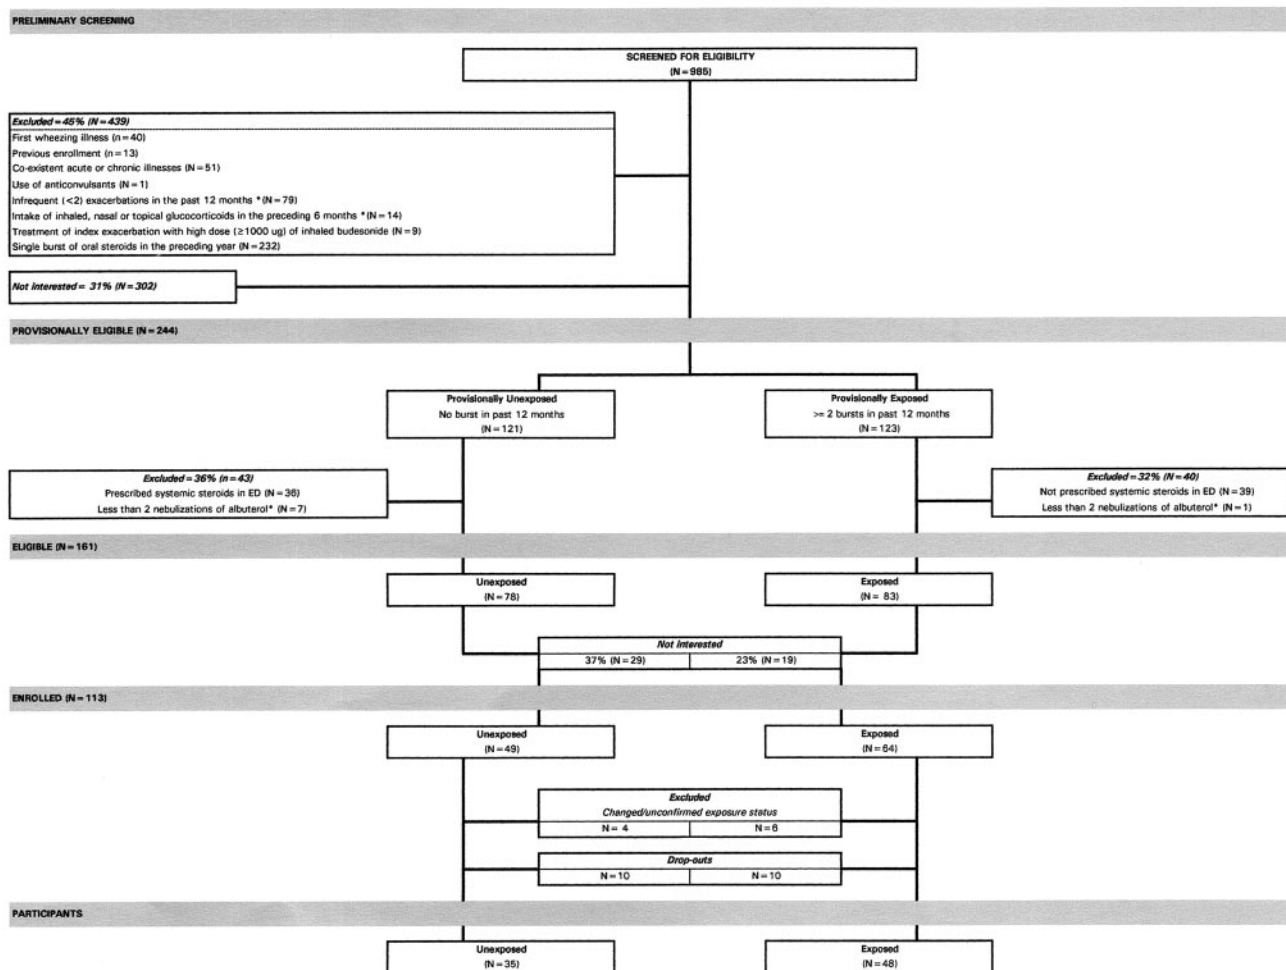 PRELIMINARY SCREENING
SCREENED FOR ELIGIBILITY
(N = 985)
Excluded = 45% (N = 439)
First wheezing illness (n = 40)
Previous enrollment (n = 13)
Co-existent acute or chronic illnesses (N = 51)
Use of anticonvulsants (N = 1)
Infrequent (<2) exacerbations in the past 12 months *(N = 79)
Intake of inhaled, nasal or topical glucocorticoids in the preceding 6 months *(N = 14)
Treatment of index exacerbation with high dose (≥1000 ug) of inhaled budesonide (N = 9)
Single burst of oral steroids in the preceding year (N = 232)
Not interested = 31% (N = 302)
PROVISIONALLY ELIGIBLE (N = 244)
Provisionally Unexposed
No burst in past 12 months
(N = 121)
Provisionally Exposed
>= 2 bursts in past 12 months
(N = 123)
Excluded = 36% (n = 43)
Prescribed systemic steroids in ED (N = 36)
Less than 2 nebulizations of albuterol* (N = 7)
Excluded = 32% (N = 40)
Not prescribed systemic steroids in ED (N = 39)
Less than 2 nebulizations of albuterol* (N = 1)
ELIGIBLE (N = 161)
Unexposed
(N = 78)
Exposed
(N = 83)
Not interested
37% (N = 29) 23% (N = 19)
ENROLLED (N = 113)
Unexposed
(N = 49)
Exposed
(N = 64)
Excluded
Changed/unconfirmed exposure status
N = 4 N = 6
Drop-outs
N = 10 N = 10
PARTICIPANTS
Unexposed
(N = 35)
Exposed
(N = 48)